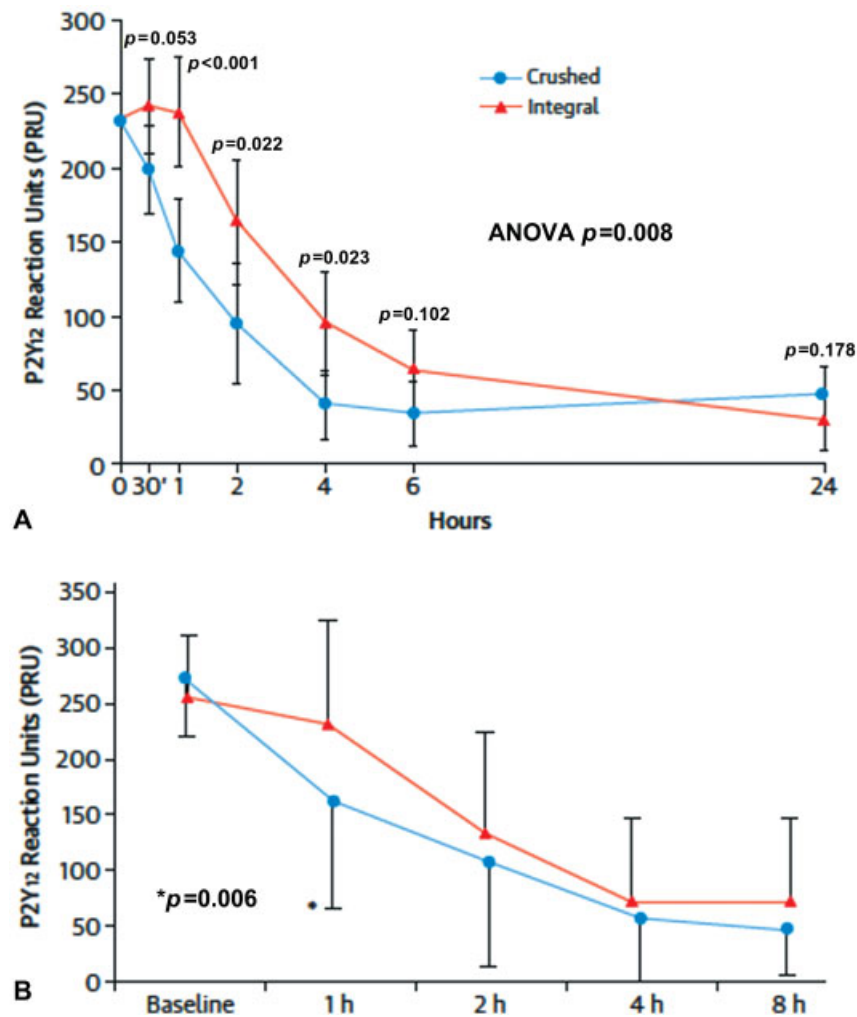 300
250
200
150
100
50
0
P2Y12 Reaction Units (PRU)
p=0.053
p<0.001
p=0.022
p=0.023
p=0.102
p=0.178
Crushed
Integral
ANOVA p=0.008
0 30' 1 2 4 6 24
Hours
A
350
300
250
200
150
100
50
0
P2Y12 Reaction Units (PRU)
*
*p=0.006
Baseline 1 h 2 h 4 h 8 h
B